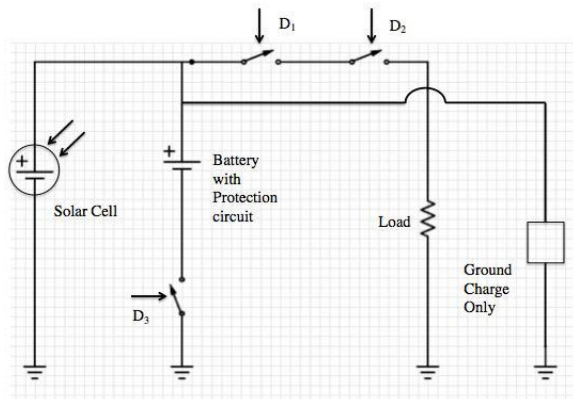 D₁
D₂
+
+
Battery
with
Protection
circuit
Solar Cell
Load
Ground
Charge
Only
D₃